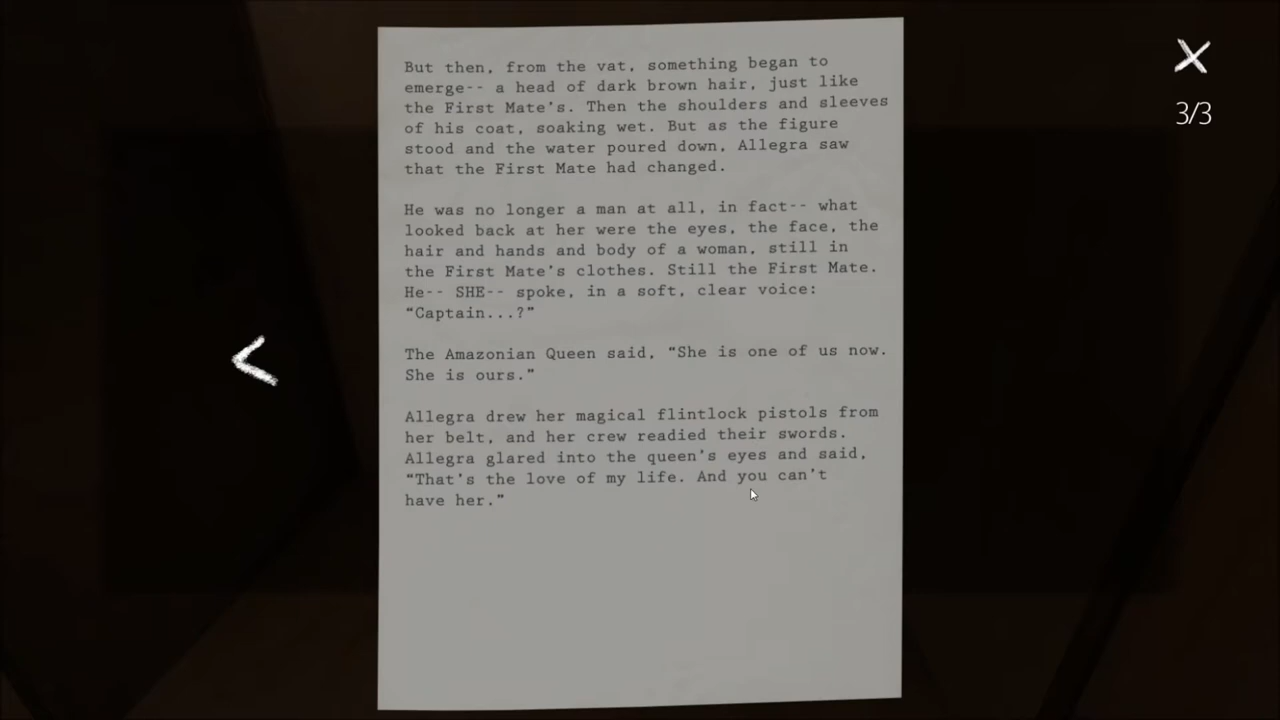 But then, from the vat, something began to
emerge-- a head of dark brown hair, just like
the First Mate's. Then the shoulders and sleeves
of his coat, soaking wet. But as the figure
stood and the water poured down, Allegra saw
that the First Mate had changed.
He was no longer a man at all, in fact-- what
looked back at her were the eyes, the face, the
hair and hands and body of a woman, still in
the First Mate's clothes. Still the First Mate.
He-- SHE-- spoke, in a soft, clear voice:
“Captain...?”
The Amazonian Queen said, “She is one of us now.
She is ours.”
Allegra drew her magical flintlock pistols from
her belt, and her crew readied their swords.
Allegra glared into the queen's eyes and said,
“That's the love of my life. And you can't
have her.”
3/3